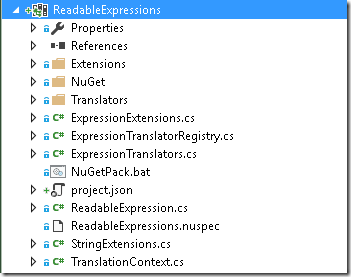 ReadableExpressions
Properties
References
Extensions
NuGet
Translators
C# ExpressionExtensions.cs
C# ExpressionTranslatorRegistry.cs
C# ExpressionTranslators.cs
NuGetPack.bat
project.json
C# ReadableExpression.cs
ReadableExpressions.nuspec
C# StringExtensions.cs
C# TranslationContext.cs